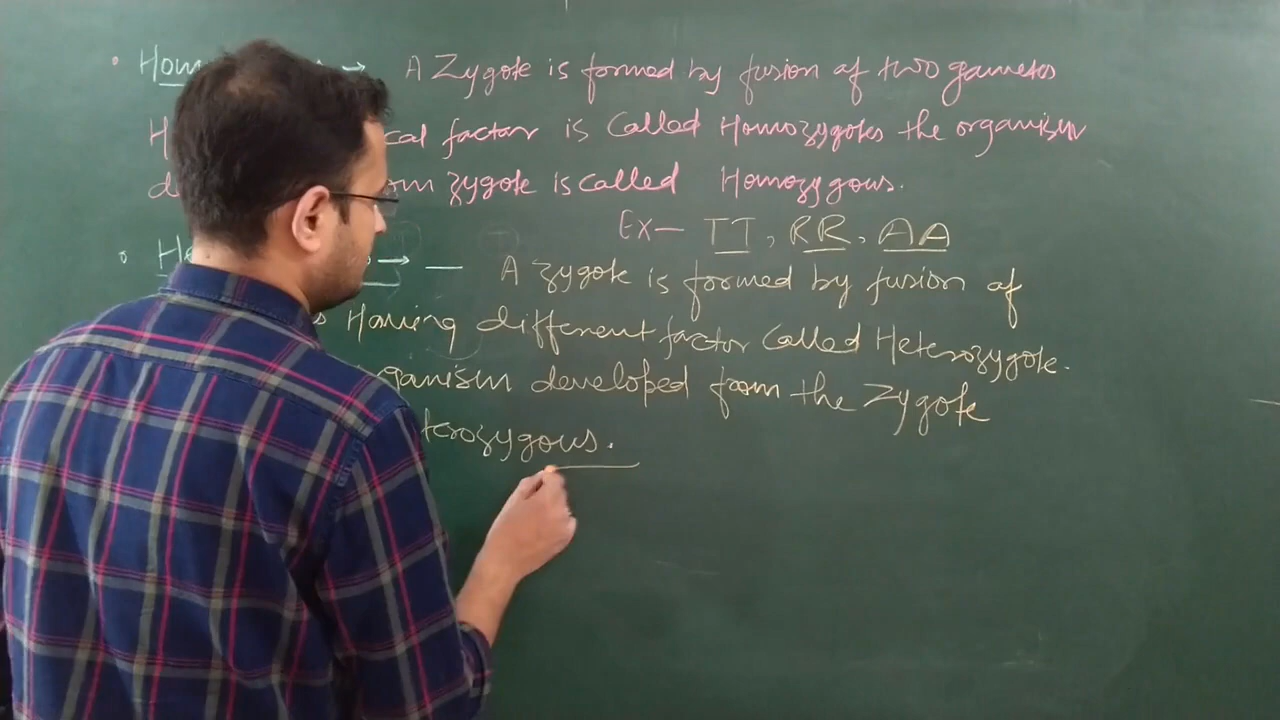 Hom → A Zygote is formed by fusion of two gametes
H cal factor is Called Homozygotes the organism
d om zygote is called Homozygous.
Ex— TT, RR, AA
He → — A zygote is formed by fusion of
s Having different factor Called Heterozygote.
ganism developed from the Zygote
terozygous.